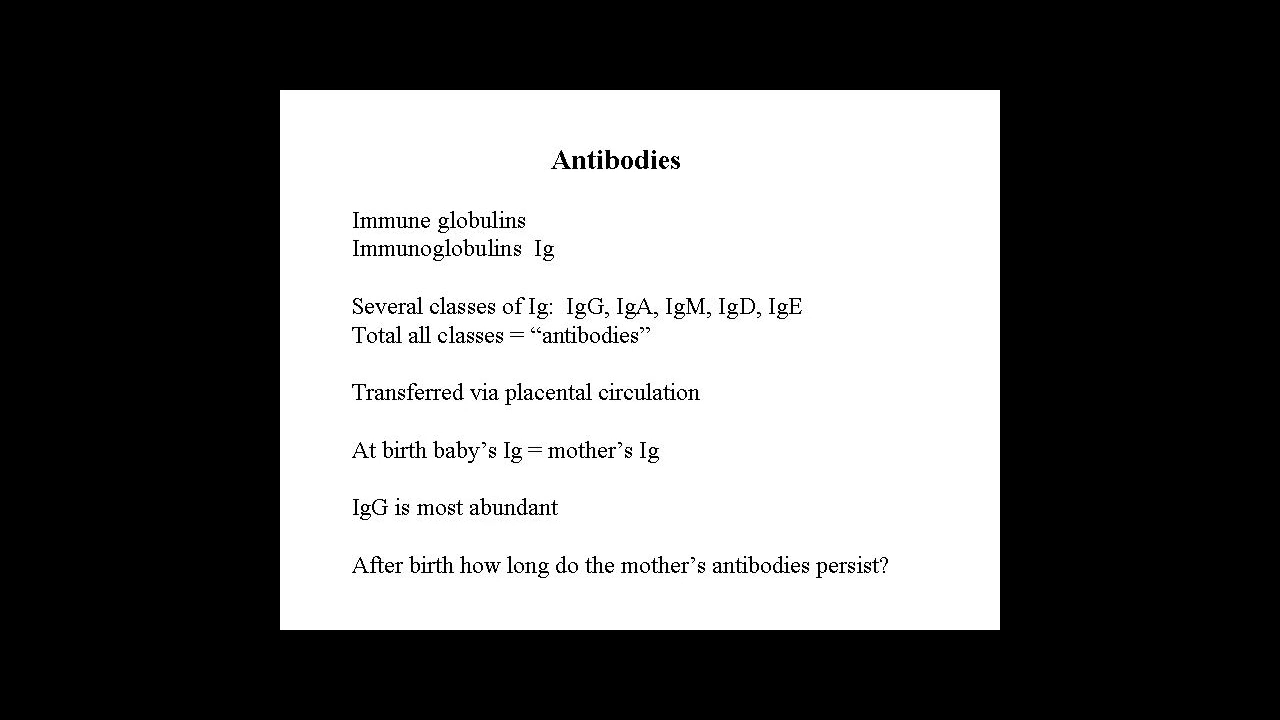 Antibodies
Immune globulins
Immunoglobulins  Ig
Several classes of Ig:  IgG, IgA, IgM, IgD, IgE
Total all classes = “antibodies”
Transferred via placental circulation
At birth baby’s Ig = mother’s Ig
IgG is most abundant
After birth how long do the mother’s antibodies persist?